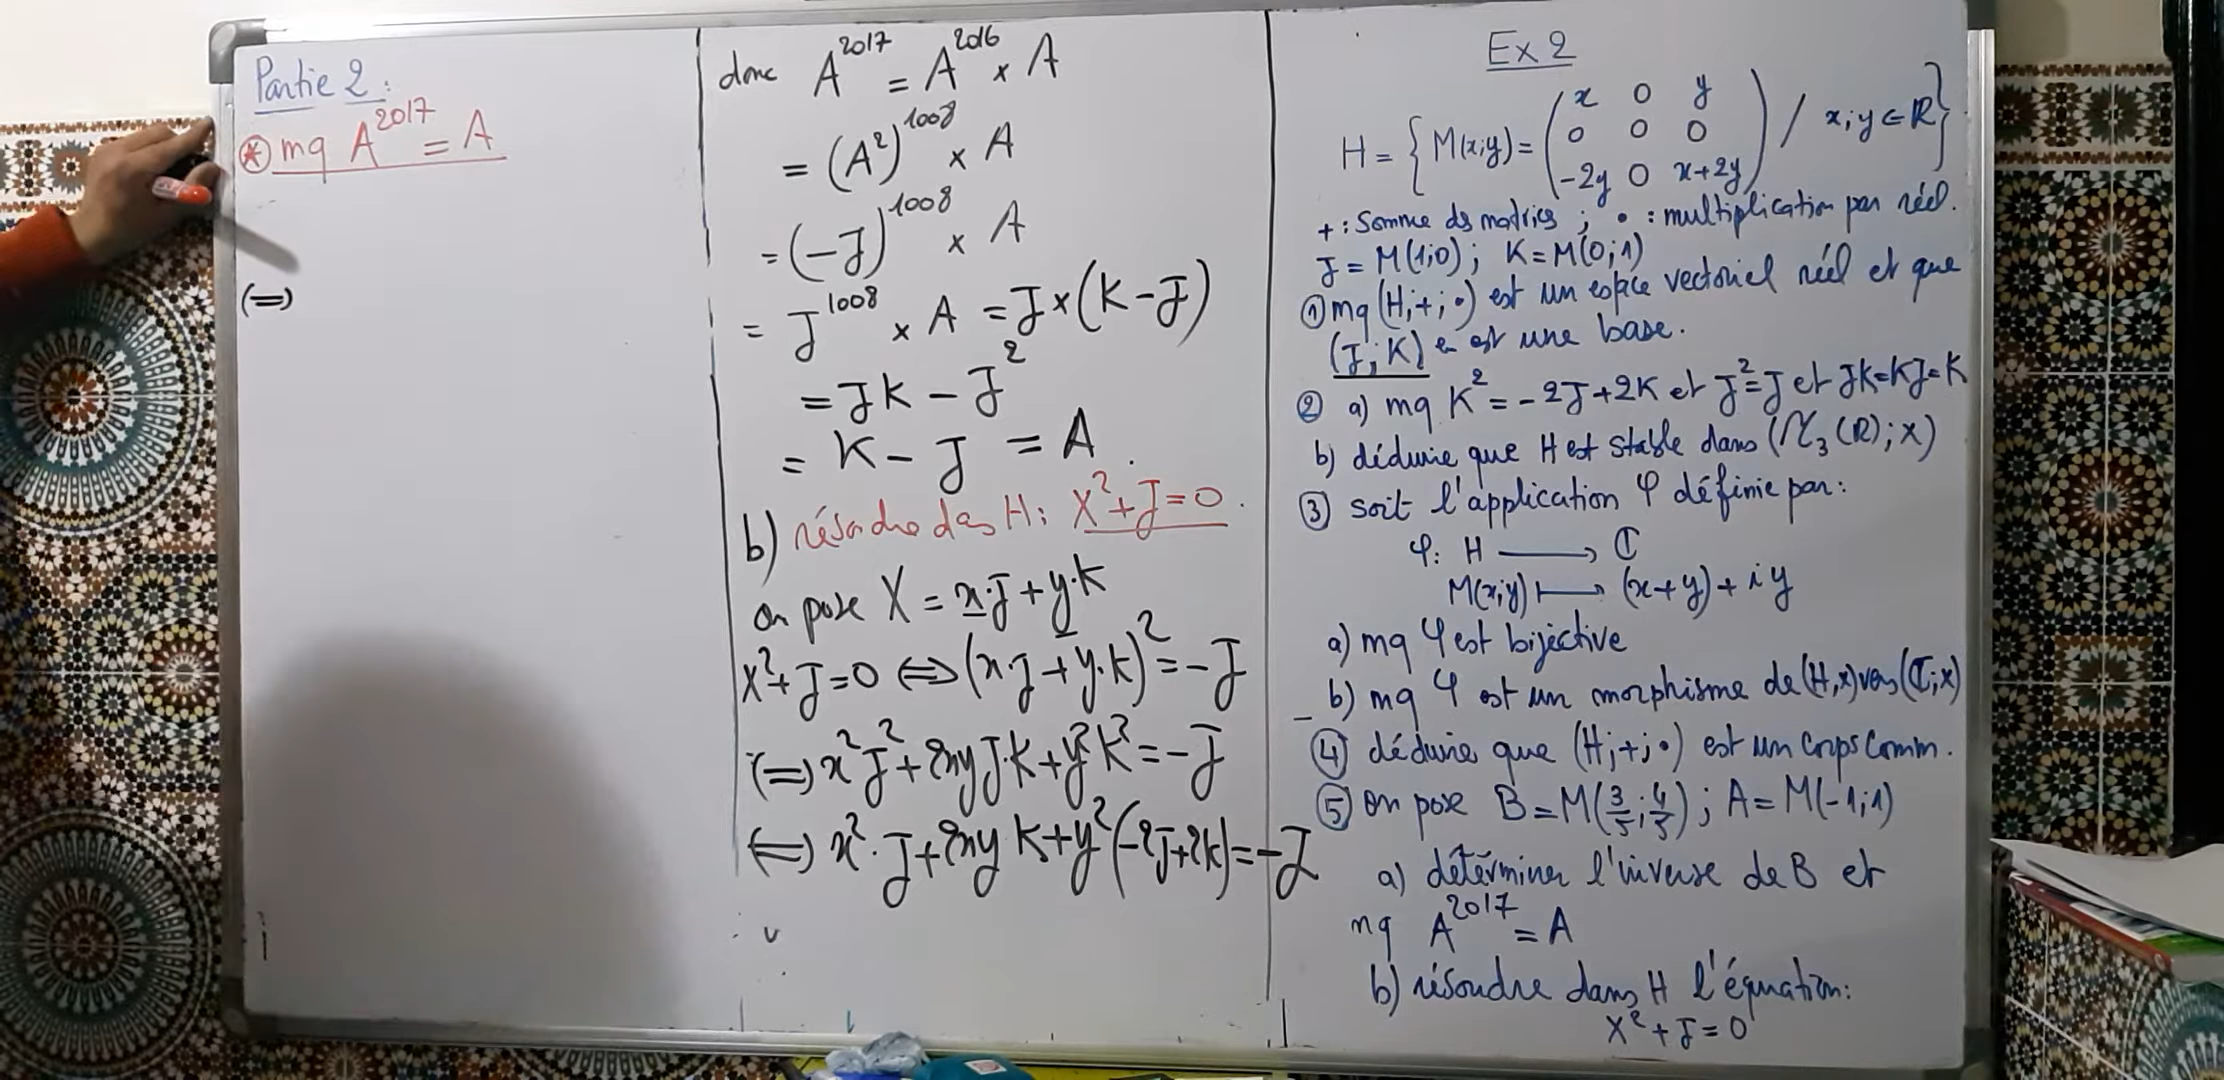 Partie 2:
* mq A^2017 = A
(=)
donc A^2017 = A^2016 × A
= (A²)^1008 × A
= (-J)^1008 × A
= J^1008 × A = J×(K-J)
= JK - J²
= K - J = A.
b) résoudre das H: X²+J=0.
on pose X = x.J + y.K
X²+J=0 ⟺ (x.J+y.K)² = -J
(=) x²J²+2xyJ.K+y²K² = -J
⟺ x².J+2xyK+y²(-2J+2K) = -J
Ex 2
H = { M(x;y) = ( x 0 y
0 0 0
-2y 0 x+2y ) / x;y ∈ ℝ }
+ : Somme ds matrices ; • : multiplication par réel.
J = M(1;0) ; K = M(0;1)
① mq (H;+;•) est un espace vectoriel réel et que
(J;K) en est une base.
② a) mq K² = -2J+2K et J²=J et JK=KJ=K
b) déduire que H est stable dans (M₃(ℝ);×)
③ soit l'application φ définie par:
φ: H ⟶ ℂ
M(x;y) ⟼ (x+y)+iy
a) mq φ est bijective
b) mq φ est un morphisme de (H,×) vers (ℂ;×)
④ déduire que (H;+;•) est un corps comm.
⑤ on pose B = M(3/5;4/5) ; A = M(-1;1)
a) déterminer l'inverse de B et
mq A^2017 = A
b) résoudre dans H l'équation:
X²+J=0